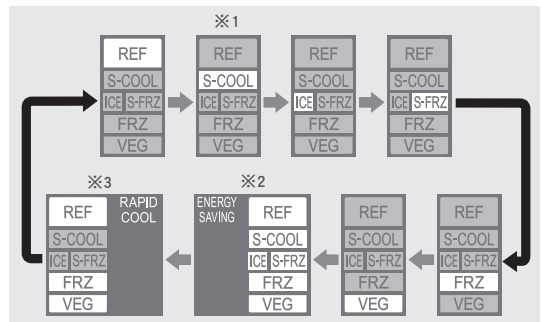 ※1
REF
S-COOL
ICE S-FRZ
FRZ
VEG
REF
S-COOL
ICE S-FRZ
FRZ
VEG
REF
S-COOL
ICE S-FRZ
FRZ
VEG
REF
S-COOL
ICE S-FRZ
FRZ
VEG
※3
REF
S-COOL
ICE S-FRZ
FRZ
VEG
RAPID
COOL
※2
ENERGY
SAVING
REF
S-COOL
ICE S-FRZ
FRZ
VEG
REF
S-COOL
ICE S-FRZ
FRZ
VEG
REF
S-COOL
ICE S-FRZ
FRZ
VEG